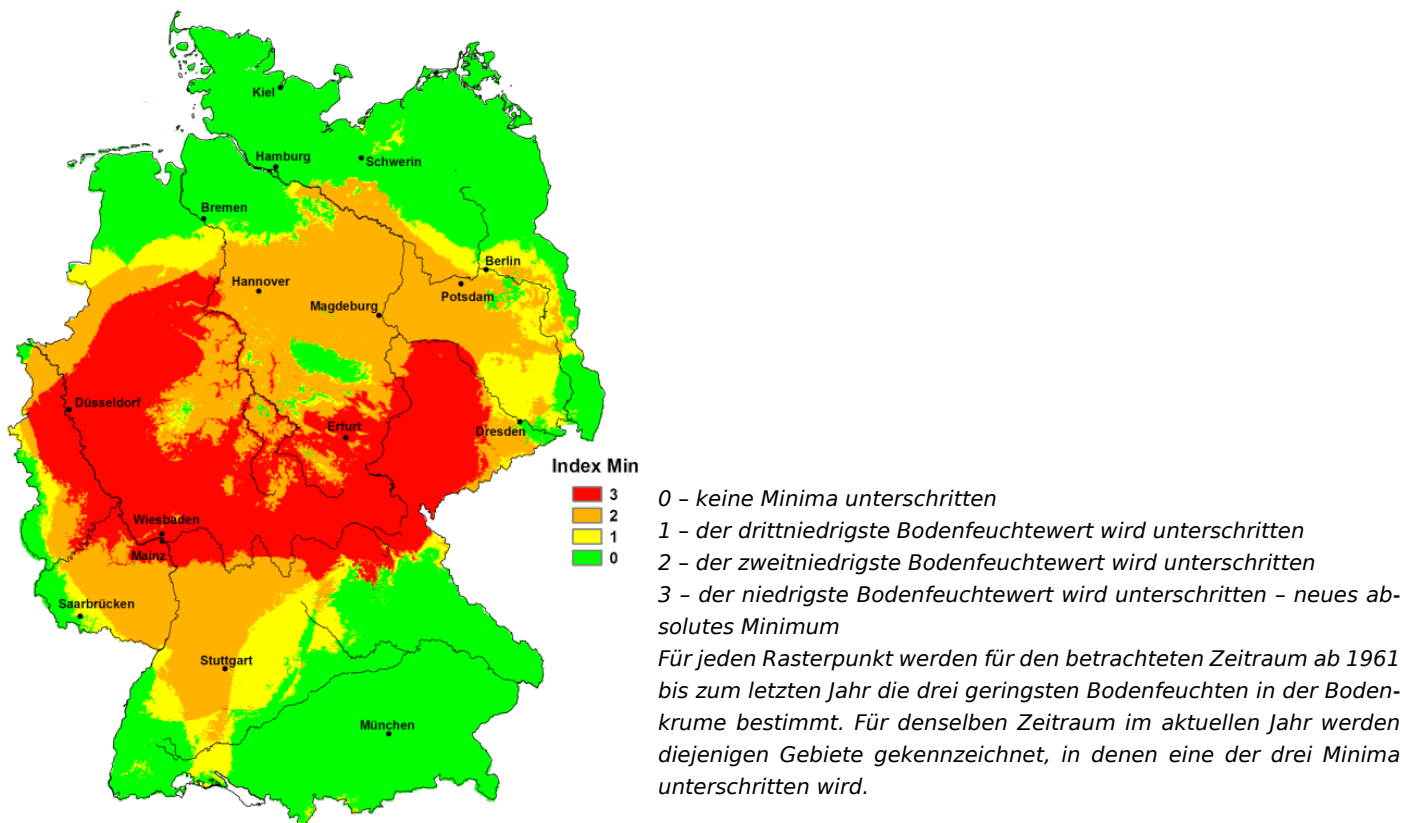 Kiel
Hamburg
Schwerin
Bremen
Berlin
Hannover
Potsdam
Magdeburg
Düsseldorf
Erfurt
Dresden
Wiesbaden
Mainz
Saarbrücken
Stuttgart
München
Index Min
3
2
1
0
0 – keine Minima unterschritten
1 – der drittniedrigste Bodenfeuchtewert wird unterschritten
2 – der zweitniedrigste Bodenfeuchtewert wird unterschritten
3 – der niedrigste Bodenfeuchtewert wird unterschritten – neues ab-
solutes Minimum
Für jeden Rasterpunkt werden für den betrachteten Zeitraum ab 1961
bis zum letzten Jahr die drei geringsten Bodenfeuchten in der Boden-
krume bestimmt. Für denselben Zeitraum im aktuellen Jahr werden
diejenigen Gebiete gekennzeichnet, in denen eine der drei Minima
unterschritten wird.